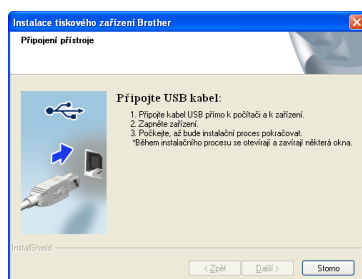 Instalace tiskového zařízení Brother
Připojení přístroje
Připojte USB kabel:
1. Připojte kabel USB přímo k počítači a k zařízení.
2. Zapněte zařízení.
3. Počkejte, až bude instalační proces pokračovat.
*Během instalačního procesu se otevírají a zavírají některá okna.
InstallShield
< Zpět
Další >
Storno